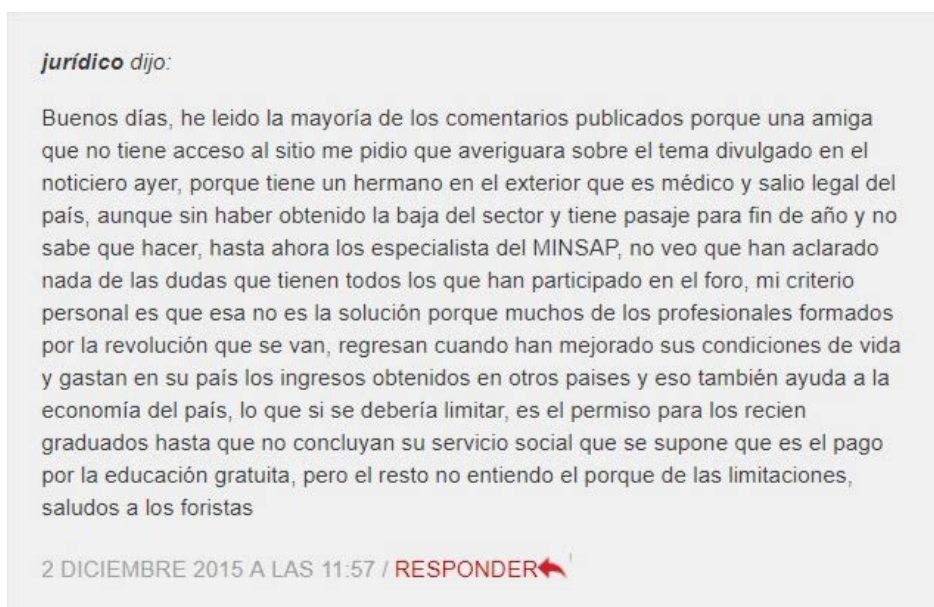 jurídico dijo:
Buenos días, he leido la mayoría de los comentarios publicados porque una amiga
que no tiene acceso al sitio me pidio que averiguara sobre el tema divulgado en el
noticiero ayer, porque tiene un hermano en el exterior que es médico y salio legal del
país, aunque sin haber obtenido la baja del sector y tiene pasaje para fin de año y no
sabe que hacer, hasta ahora los especialista del MINSAP, no veo que han aclarado
nada de las dudas que tienen todos los que han participado en el foro, mi criterio
personal es que esa no es la solución porque muchos de los profesionales formados
por la revolución que se van, regresan cuando han mejorado sus condiciones de vida
y gastan en su país los ingresos obtenidos en otros paises y eso también ayuda a la
economía del país, lo que si se debería limitar, es el permiso para los recien
graduados hasta que no concluyan su servicio social que se supone que es el pago
por la educación gratuita, pero el resto no entiendo el porque de las limitaciones,
saludos a los foristas
2 DICIEMBRE 2015 A LAS 11:57 / RESPONDER